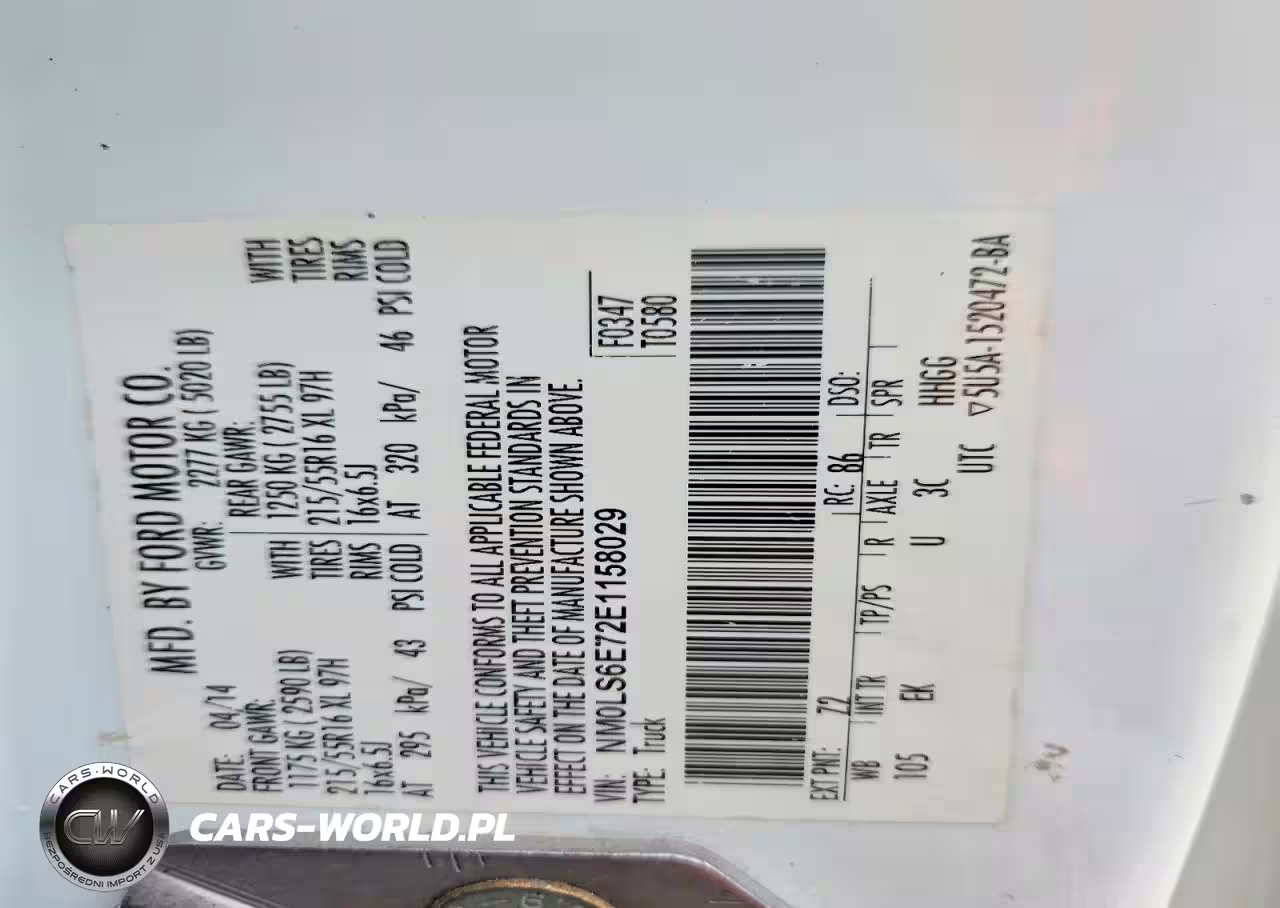 MFD. BY FORD MOTOR CO.
DATE: 04/14 GVWR: 2277 KG ( 5020 LB)
FRONT GAWR: REAR GAWR:
1175 KG ( 2590 LB) WITH 1250 KG ( 2755 LB) WITH
215/55R16 XL 97H TIRES 215/55R16 XL 97H TIRES
16x6.5J RIMS 16x6.5J RIMS
AT 295 kPa/ 43 PSI COLD AT 320 kPa/ 46 PSI COLD
THIS VEHICLE CONFORMS TO ALL APPLICABLE FEDERAL MOTOR
VEHICLE SAFETY AND THEFT PREVENTION STANDARDS IN
EFFECT ON THE DATE OF MANUFACTURE SHOWN ABOVE.
VIN: NM0LS6E72E1158029 F0347
TYPE: Truck T0580
EXT PNT: 72 RC: 86 DSO:
WB INT TR TP/PS R AXLE TR SPR
105 EK U 3C HHGG
UTC ▽5U5A-1520472-BA
CARS-WORLD
CW
BEZPOŚREDNI IMPORT Z USA
CARS-WORLD.PL